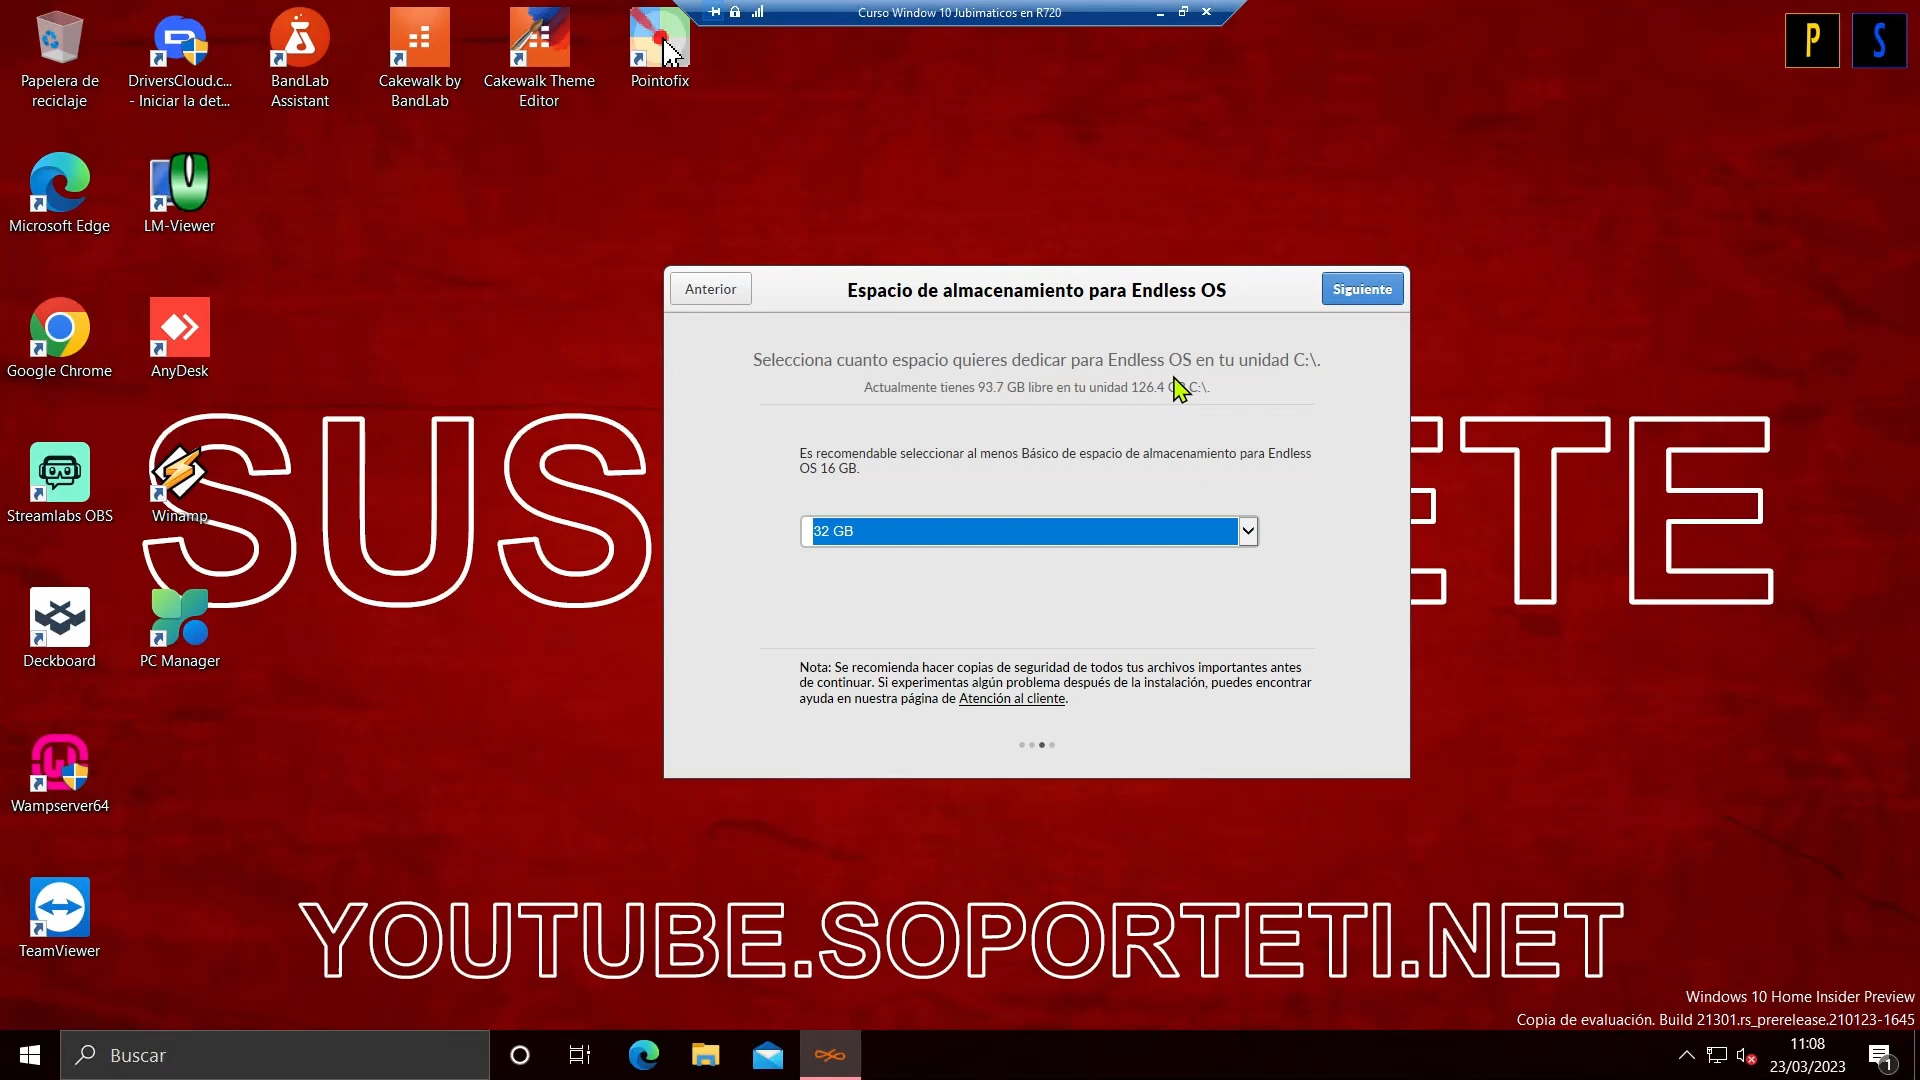 Curso Window 10 Jubimaticos en R720
P
S
Papelera de
reciclaje
DriversCloud.c...
- Iniciar la det...
BandLab
Assistant
Cakewalk by
BandLab
Cakewalk Theme
Editor
Pointofix
Microsoft Edge
LM-Viewer
Google Chrome
AnyDesk
Streamlabs OBS
Winamp
Deckboard
PC Manager
Wampserver64
TeamViewer
Anterior
Espacio de almacenamiento para Endless OS
Siguiente
Selecciona cuanto espacio quieres dedicar para Endless OS en tu unidad C:\.
Actualmente tienes 93.7 GB libre en tu unidad 126.4 GB C:\.
Es recomendable seleccionar al menos Básico de espacio de almacenamiento para Endless
OS 16 GB.
32 GB
Nota: Se recomienda hacer copias de seguridad de todos tus archivos importantes antes
de continuar. Si experimentas algún problema después de la instalación, puedes encontrar
ayuda en nuestra página de Atención al cliente.
SUS
ETE
YOUTUBE.SOPORTETI.NET
Windows 10 Home Insider Preview
Copia de evaluación. Build 21301.rs_prerelease.210123-1645
Buscar
11:08
23/03/2023
1